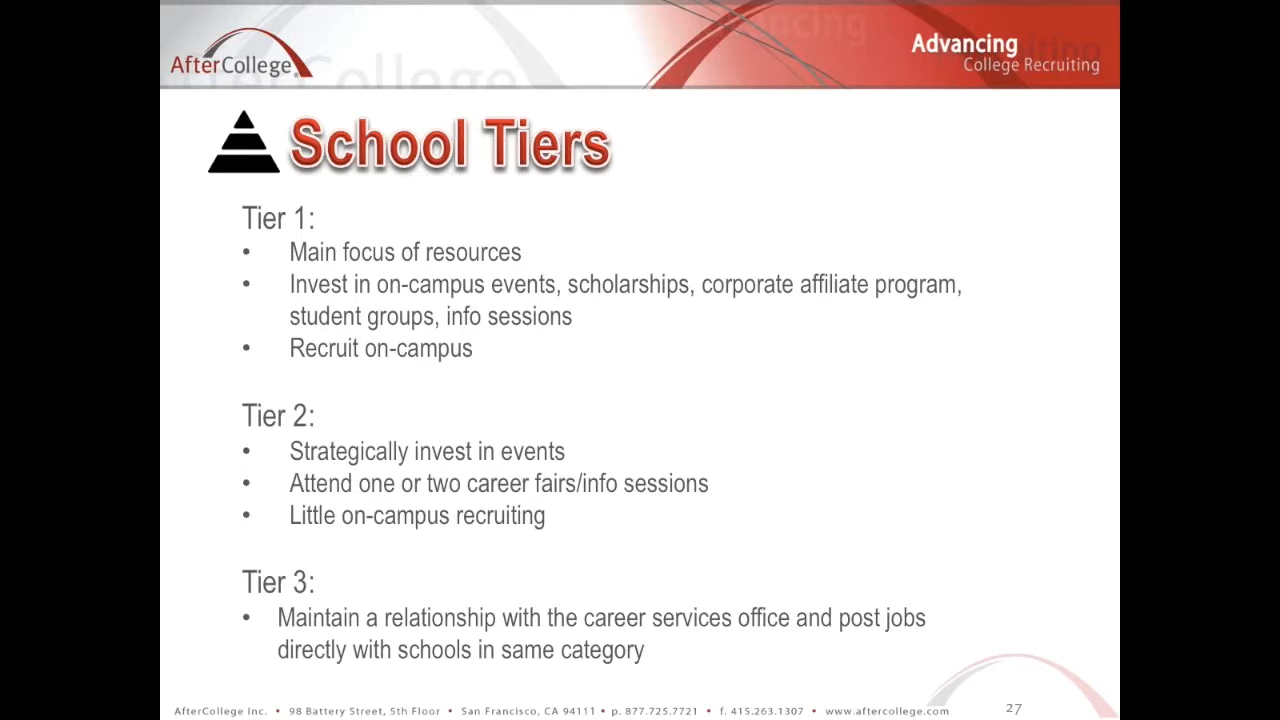 AfterCollege
Advancing
College Recruiting
School Tiers
Tier 1:
• Main focus of resources
• Invest in on-campus events, scholarships, corporate affiliate program,
student groups, info sessions
• Recruit on-campus
Tier 2:
• Strategically invest in events
• Attend one or two career fairs/info sessions
• Little on-campus recruiting
Tier 3:
• Maintain a relationship with the career services office and post jobs
directly with schools in same category
AfterCollege Inc. • 98 Battery Street, 5th Floor • San Francisco, CA 94111 • p. 877.725.7721 • f. 415.263.1307 • www.aftercollege.com 27